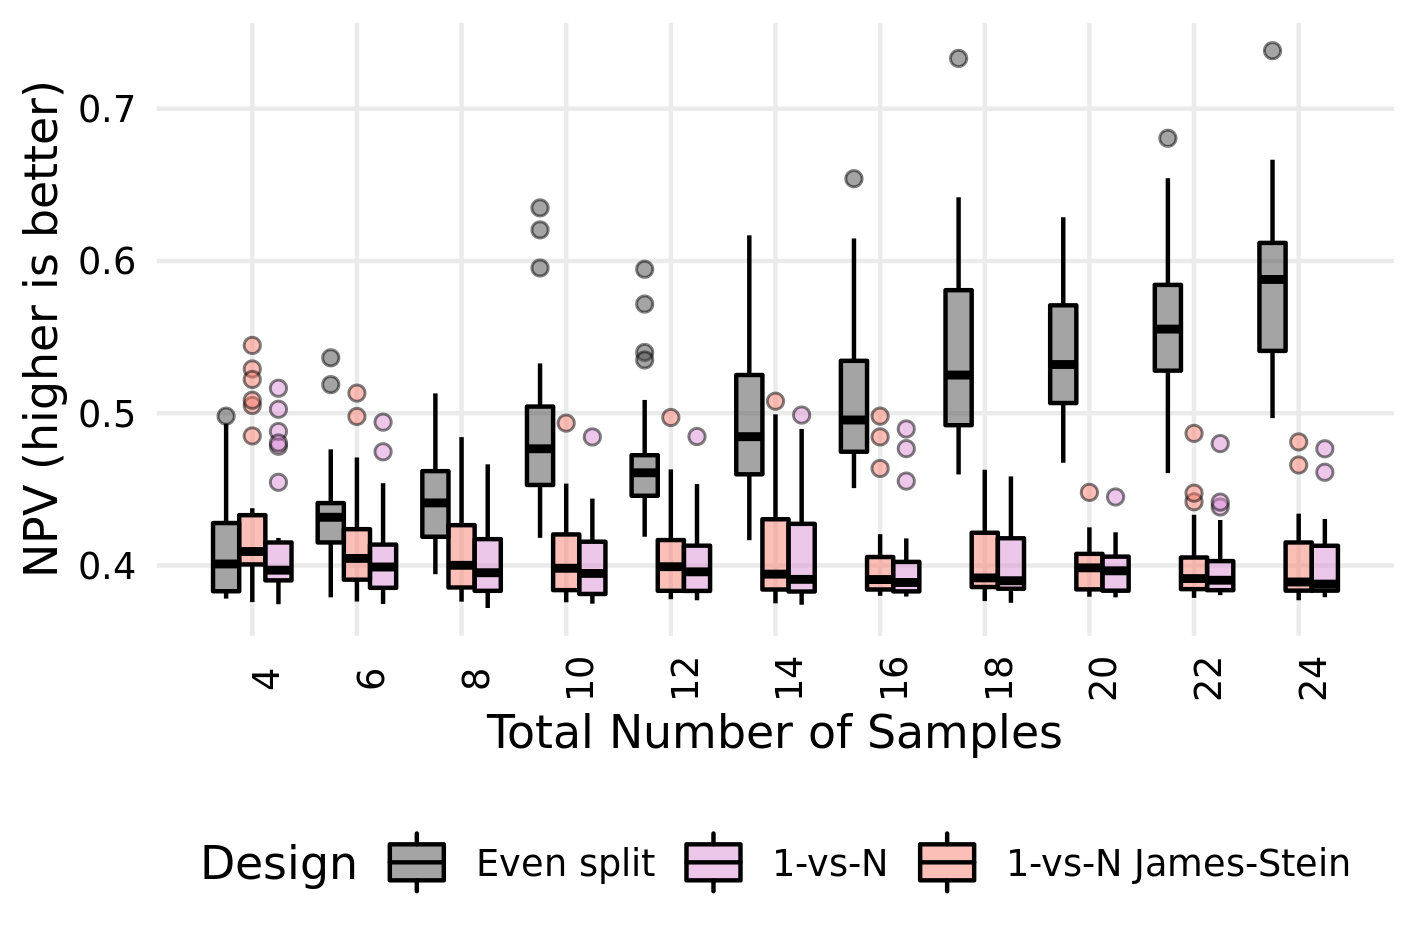 NPV (higher is better)
0.7
0.6
0.5
0.4
4 6 8 10 12 14 16 18 20 22 24
Total Number of Samples
Design Even split 1-vs-N 1-vs-N James-Stein